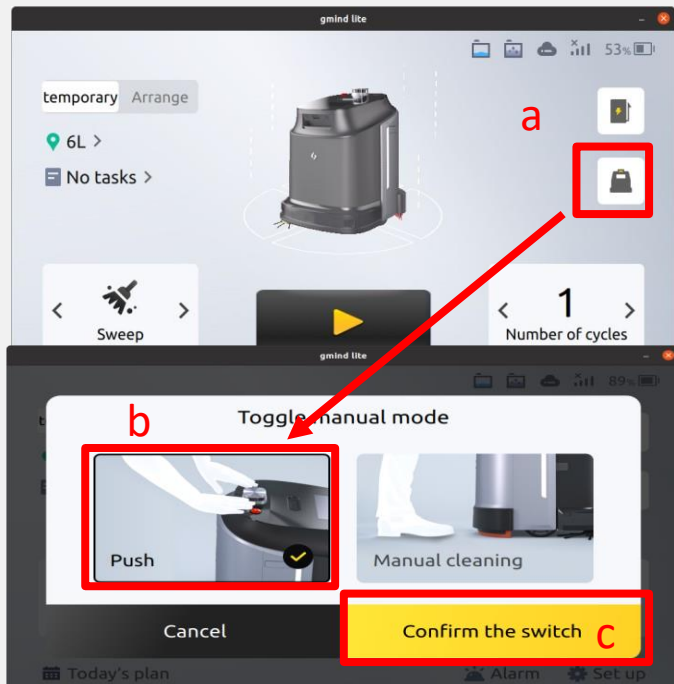 gmind lite
53%
temporary Arrange
a
6L >
No tasks >
Sweep
1
Number of cycles
gmind lite
89%
b
Toggle manual mode
Push
Manual cleaning
Cancel
Confirm the switch
c
Today's plan
Alarm
Set up